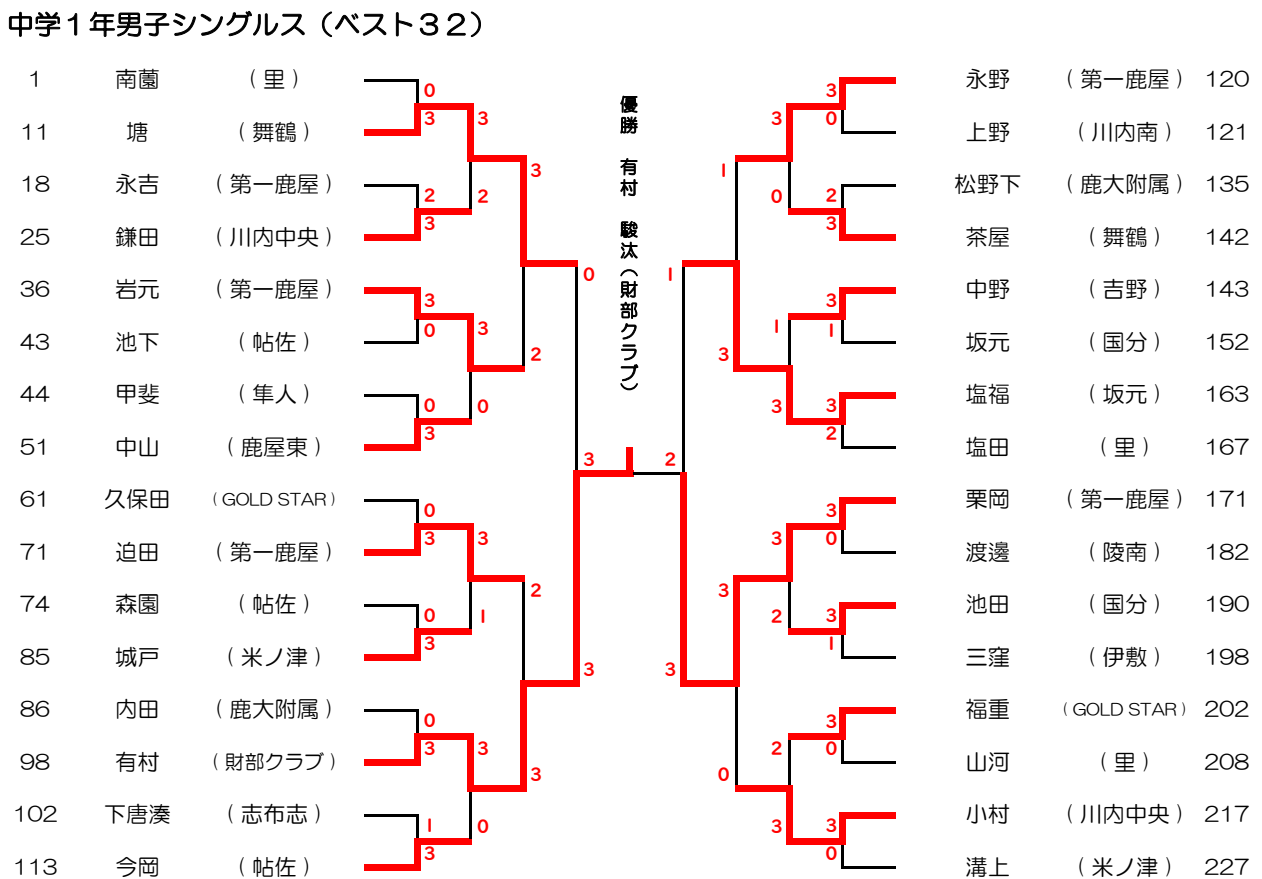 中学1年男子シングルス（ベスト32）
1 南薗 （里）
11 塘 （舞鶴）
18 永吉 （第一鹿屋）
25 鎌田 （川内中央）
36 岩元 （第一鹿屋）
43 池下 （帖佐）
44 甲斐 （隼人）
51 中山 （鹿屋東）
61 久保田 （GOLD STAR）
71 迫田 （第一鹿屋）
74 森園 （帖佐）
85 城戸 （米ノ津）
86 内田 （鹿大附属）
98 有村 （財部クラブ）
102 下唐湊 （志布志）
113 今岡 （帖佐）
0
3 3
3
2 2
3
3
0 3
2
0 0
3
0
0
3 3
2
0 1
3
0
3 3
3
1 0
3
3
3
優勝 有村 駿汰（財部クラブ）
2
1
3
3
3 0
1
0 2
3
1 3
1
3
3 3
2
3 3
0
3
2 3
1
2 3
0
0
3 3
0
永野 （第一鹿屋） 120
上野 （川内南） 121
松野下 （鹿大附属） 135
茶屋 （舞鶴） 142
中野 （吉野） 143
坂元 （国分） 152
塩福 （坂元） 163
塩田 （里） 167
栗岡 （第一鹿屋） 171
渡邊 （陵南） 182
池田 （国分） 190
三窪 （伊敷） 198
福重 （GOLD STAR） 202
山河 （里） 208
小村 （川内中央） 217
溝上 （米ノ津） 227